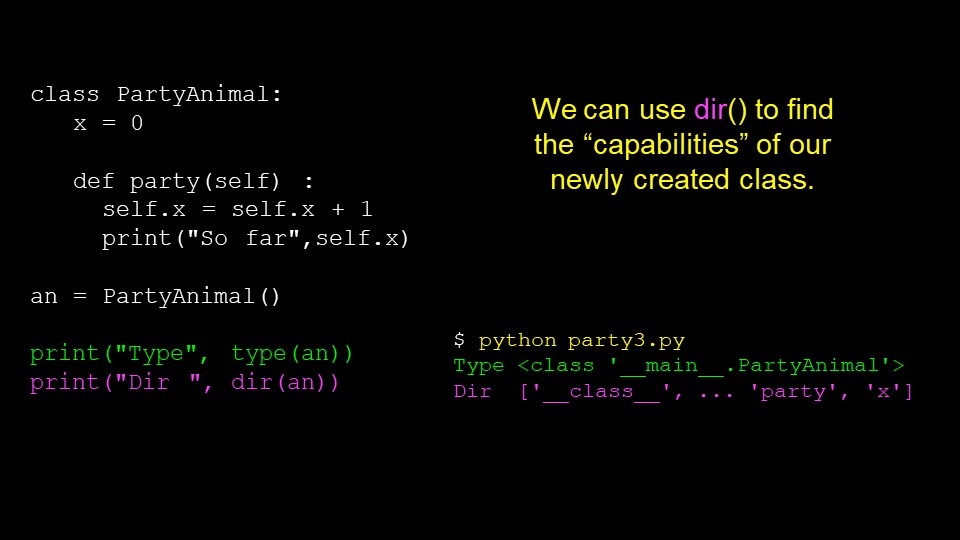 class PartyAnimal:
   x = 0

   def party(self) :
     self.x = self.x + 1
     print("So far",self.x)

an = PartyAnimal()

print("Type", type(an))
print("Dir ", dir(an))

We can use dir() to find
the “capabilities” of our
newly created class.

$ python party3.py
Type <class '__main__.PartyAnimal'>
Dir  ['__class__', ... 'party', 'x']